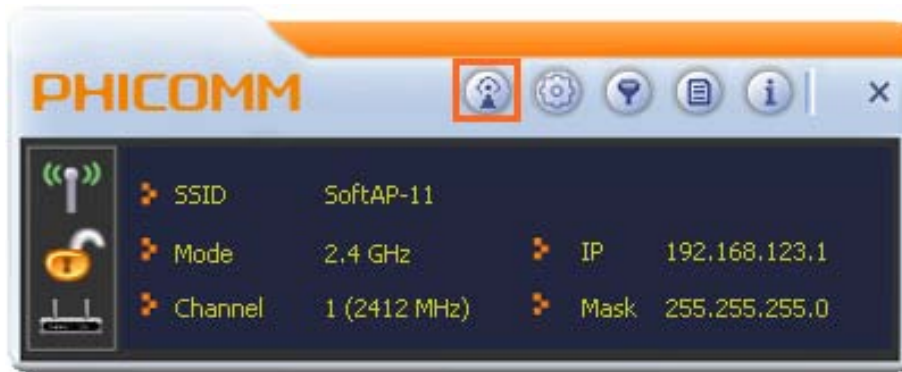 PHICOMM
SSID SoftAP-11
Mode 2.4 GHz IP 192.168.123.1
Channel 1 (2412 MHz) Mask 255.255.255.0